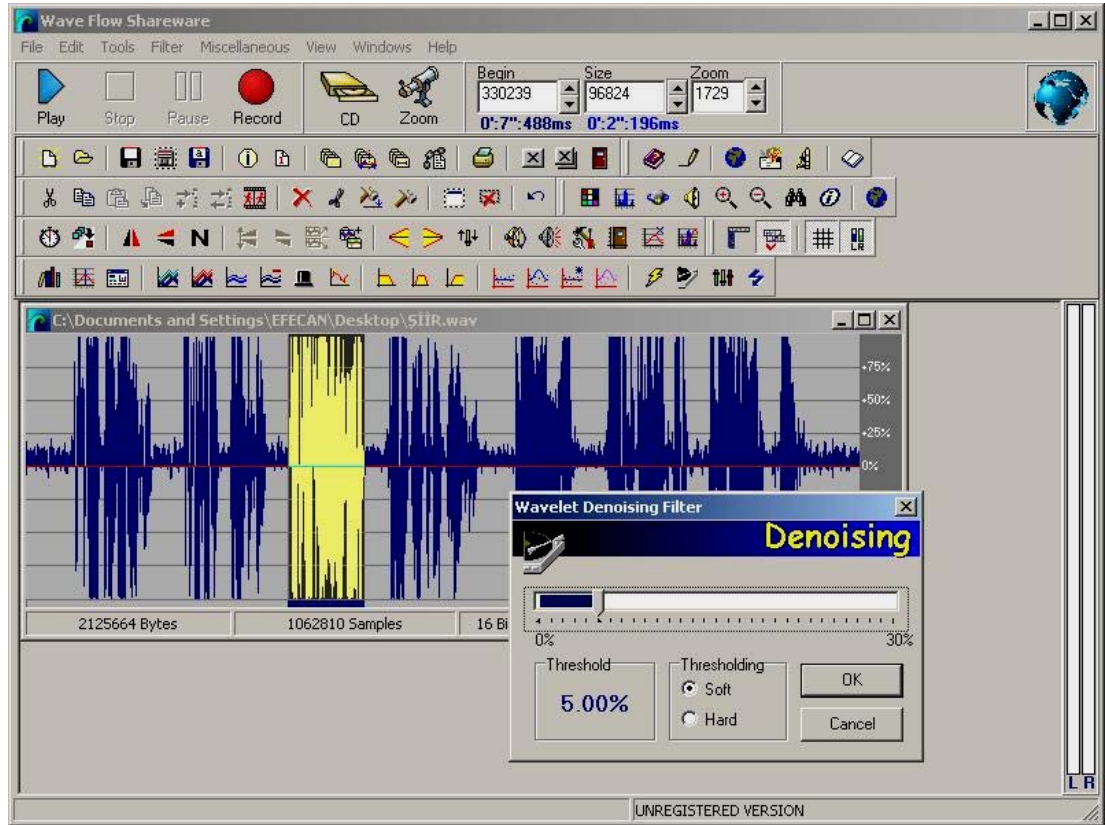 Wave Flow Shareware
File Edit Tools Filter Miscellaneous View Windows Help
Begin Size Zoom
330239 96824 1729
Play Stop Pause Record CD Zoom
0':7":488ms 0':2":196ms
C:\Documents and Settings\EFECAN\Desktop\ŞİİR.wav
+75%
+50%
+25%
0%
Wavelet Denoising Filter
Denoising
2125664 Bytes 1062810 Samples 16 Bi
0% 30%
Threshold Thresholding
5.00%
Soft
Hard
OK
Cancel
L R
UNREGISTERED VERSION